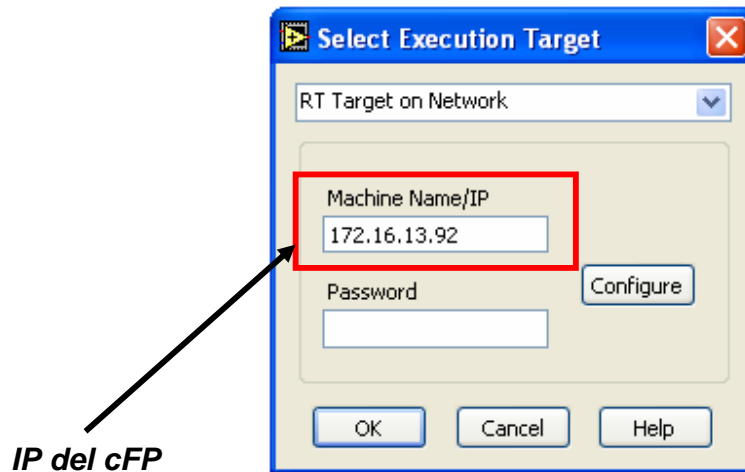 Select Execution Target
RT Target on Network
Machine Name/IP
172.16.13.92
Password
Configure
OK Cancel Help
IP del cFP